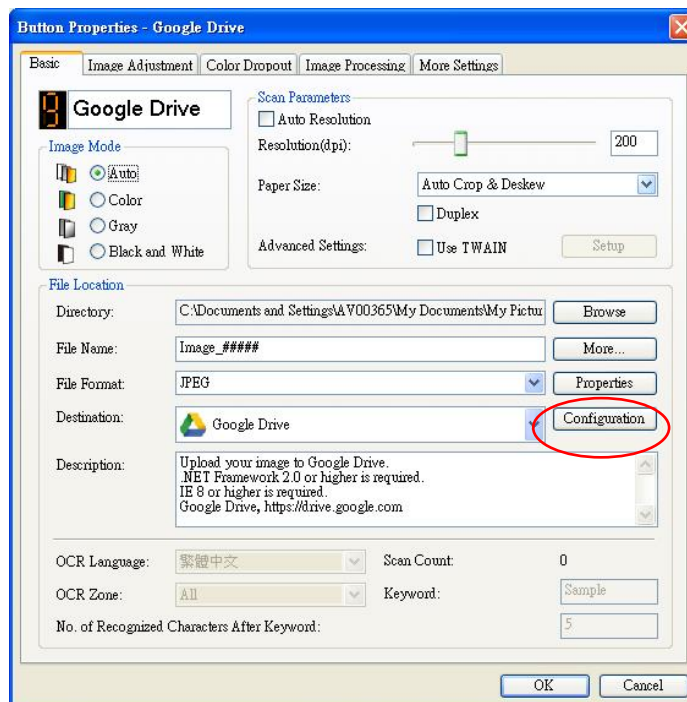 Button Properties - Google Drive
Basic Image Adjustment Color Dropout Image Processing More Settings
9 Google Drive
Scan Parameters
Auto Resolution
Resolution(dpi): 200
Paper Size: Auto Crop & Deskew
Duplex
Advanced Settings: Use TWAIN Setup
Image Mode
Auto
Color
Gray
Black and White
File Location
Directory: C:\Documents and Settings\AV00365\My Documents\My Pictur Browse
File Name: Image_##### More...
File Format: JPEG Properties
Destination: Google Drive Configuration
Description: Upload your image to Google Drive.
.NET Framework 2.0 or higher is required.
IE 8 or higher is required.
Google Drive, https://drive.google.com
OCR Language: 繁體中文 Scan Count: 0
OCR Zone: All Keyword: Sample
No. of Recognized Characters After Keyword: 5
OK Cancel